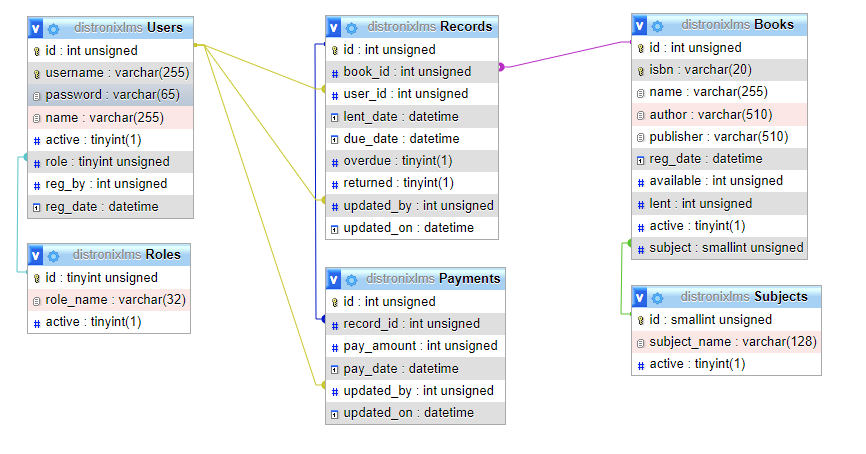 distronixlms Users
id : int unsigned
username : varchar(255)
password : varchar(65)
name : varchar(255)
active : tinyint(1)
role : tinyint unsigned
reg_by : int unsigned
reg_date : datetime
distronixlms Roles
id : tinyint unsigned
role_name : varchar(32)
active : tinyint(1)
distronixlms Records
id : int unsigned
book_id : int unsigned
user_id : int unsigned
lent_date : datetime
due_date : datetime
overdue : tinyint(1)
returned : tinyint(1)
updated_by : int unsigned
updated_on : datetime
distronixlms Payments
id : int unsigned
record_id : int unsigned
pay_amount : int unsigned
pay_date : datetime
updated_by : int unsigned
updated_on : datetime
distronixlms Books
id : int unsigned
isbn : varchar(20)
name : varchar(255)
author : varchar(510)
publisher : varchar(510)
reg_date : datetime
available : int unsigned
lent : int unsigned
active : tinyint(1)
subject : smallint unsigned
distronixlms Subjects
id : smallint unsigned
subject_name : varchar(128)
active : tinyint(1)